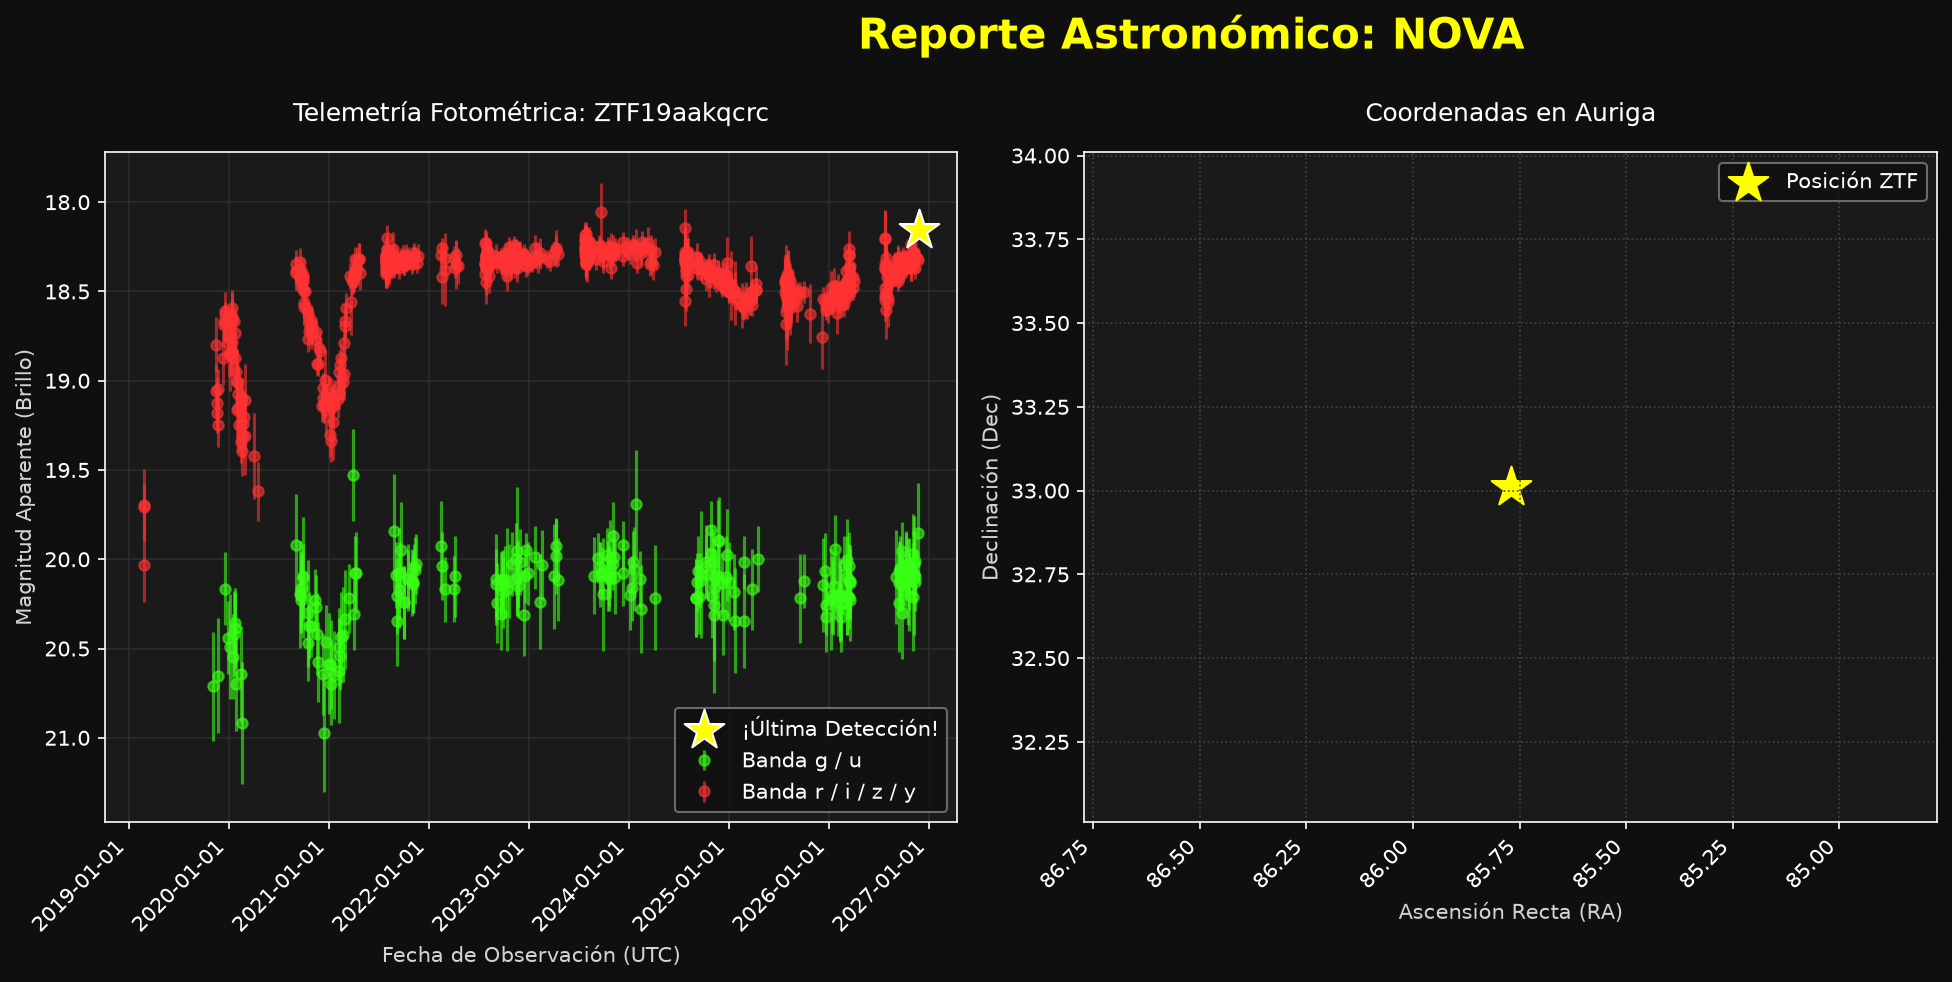 Reporte Astronómico: NOVA
Telemetría Fotométrica: ZTF19aakqcrc
Magnitud Aparente (Brillo)
18.0
18.5
19.0
19.5
20.0
20.5
21.0
¡Última Detección!
Banda g / u
Banda r / i / z / y
2019-01-01
2020-01-01
2021-01-01
2022-01-01
2023-01-01
2024-01-01
2025-01-01
2026-01-01
2027-01-01
Fecha de Observación (UTC)
Coordenadas en Auriga
Declinación (Dec)
34.00
33.75
33.50
33.25
33.00
32.75
32.50
32.25
Posición ZTF
86.75
86.50
86.25
86.00
85.75
85.50
85.25
85.00
Ascensión Recta (RA)